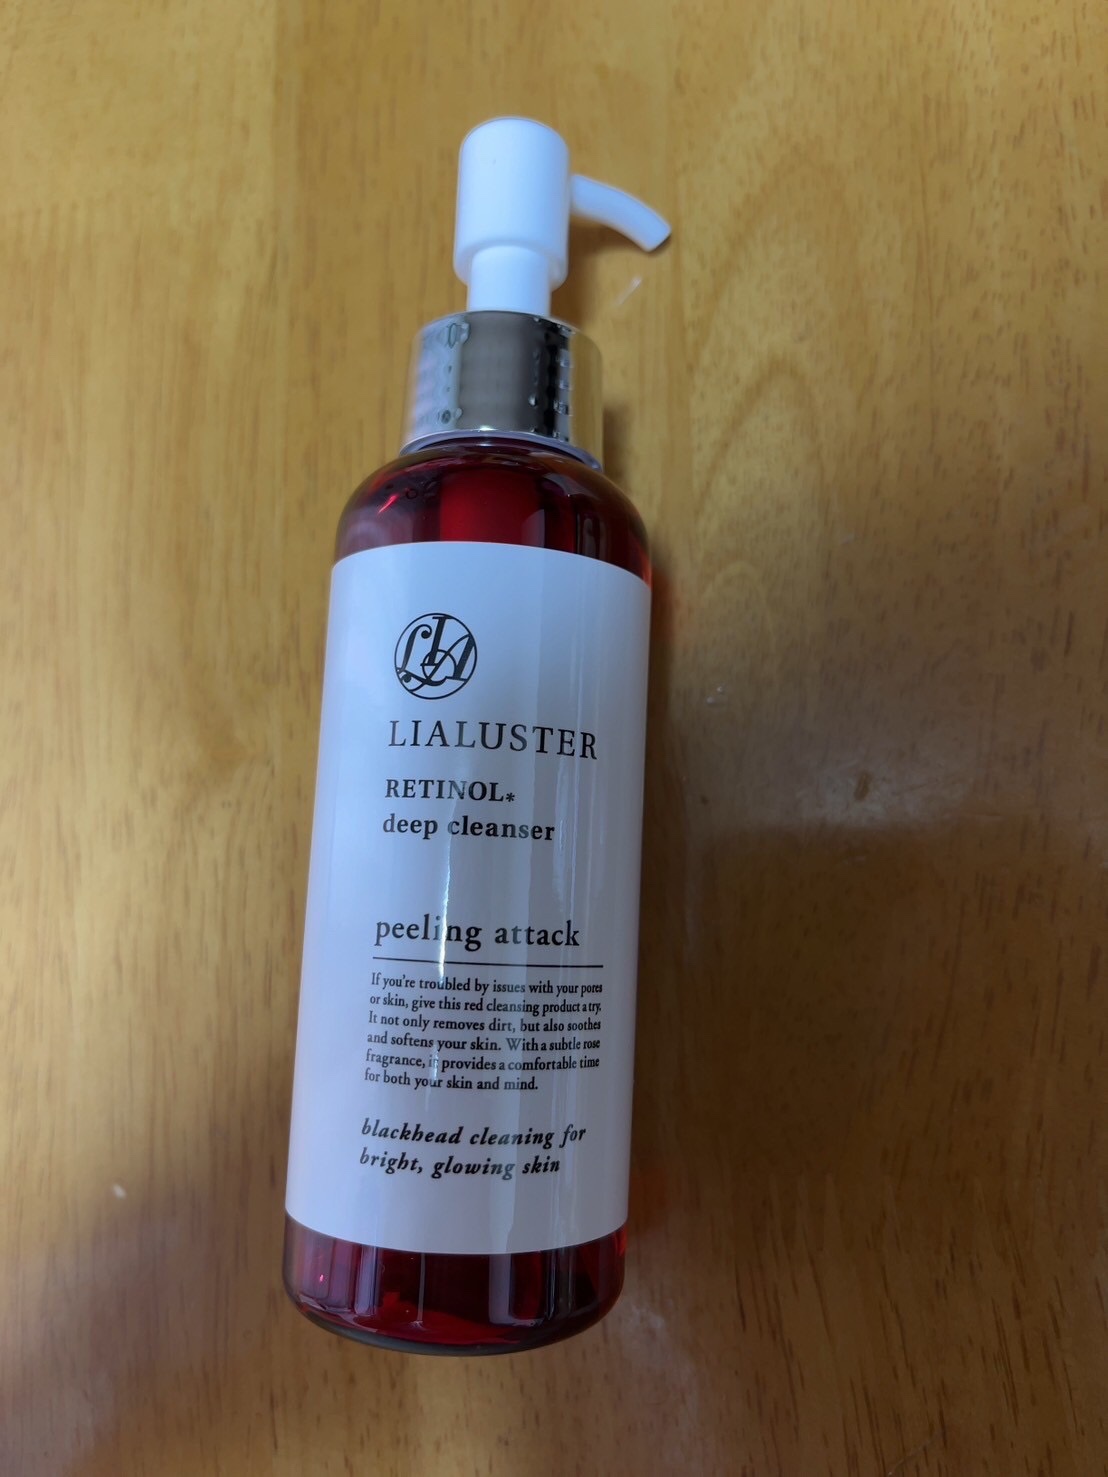 LIA
LIALUSTER
RETINOL*
deep cleanser
peeling attack
If you're troubled by issues with your pores
or skin, give this red cleansing product a try.
It not only removes dirt, but also soothes
and softens your skin. With a subtle rose
fragrance, it provides a comfortable time
for both your skin and mind.
blackhead cleaning for
bright, glowing skin